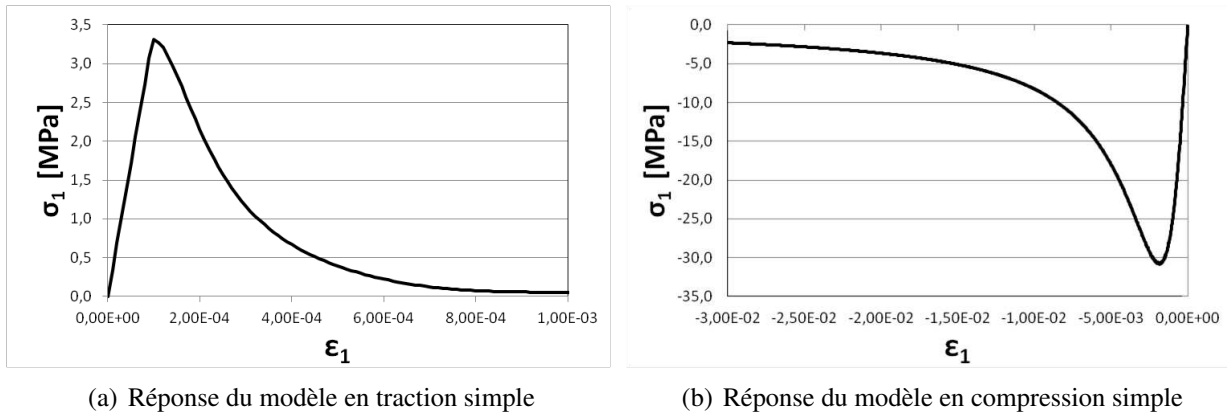 3,5
3,0
2,5
2,0
1,5
1,0
0,5
0,0
σ1 [MPa]
0,00E+00 2,00E-04 4,00E-04 6,00E-04 8,00E-04 1,00E-03
ε1
(a) Réponse du modèle en traction simple
0,0
-5,0
-10,0
-15,0
-20,0
-25,0
-30,0
-35,0
σ1 [MPa]
-3,00E-02 -2,50E-02 -2,00E-02 -1,50E-02 -1,00E-02 -5,00E-03 0,00E+00
ε1
(b) Réponse du modèle en compression simple